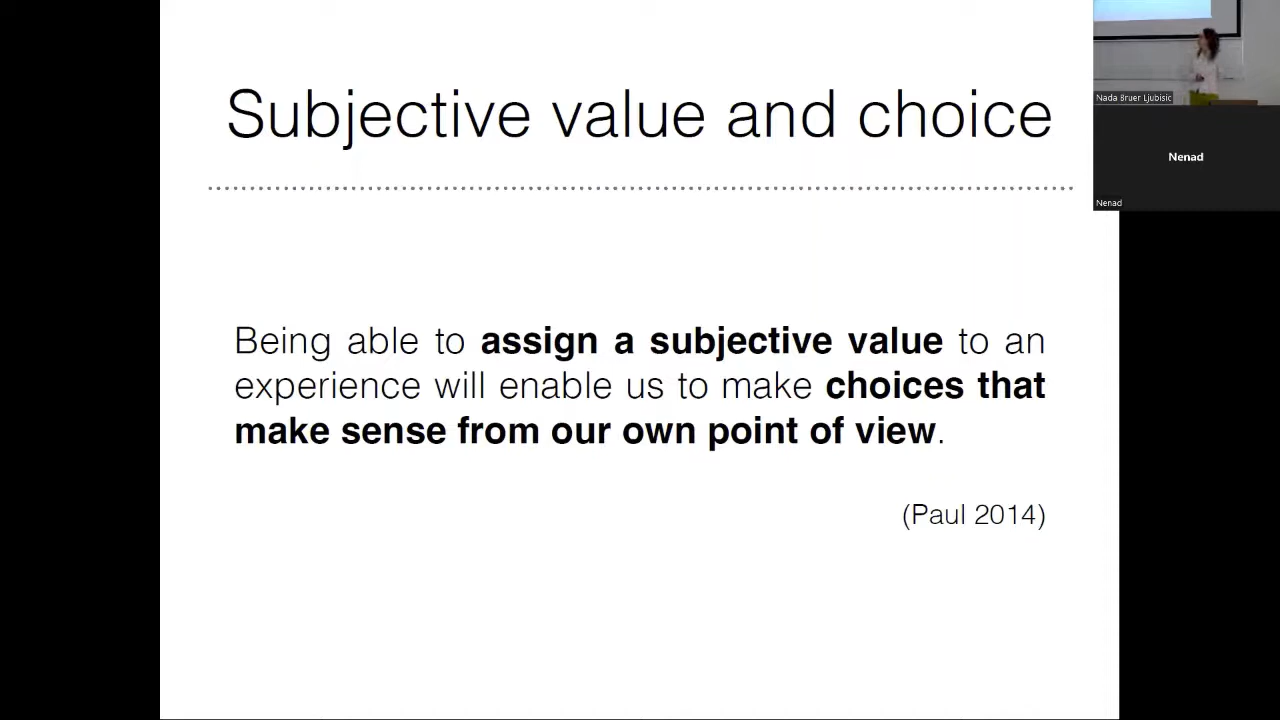 Subjective value and choice
Being able to assign a subjective value to an
experience will enable us to make choices that
make sense from our own point of view.
(Paul 2014)
Nada Bruer Ljubisic
Nenad
Nenad